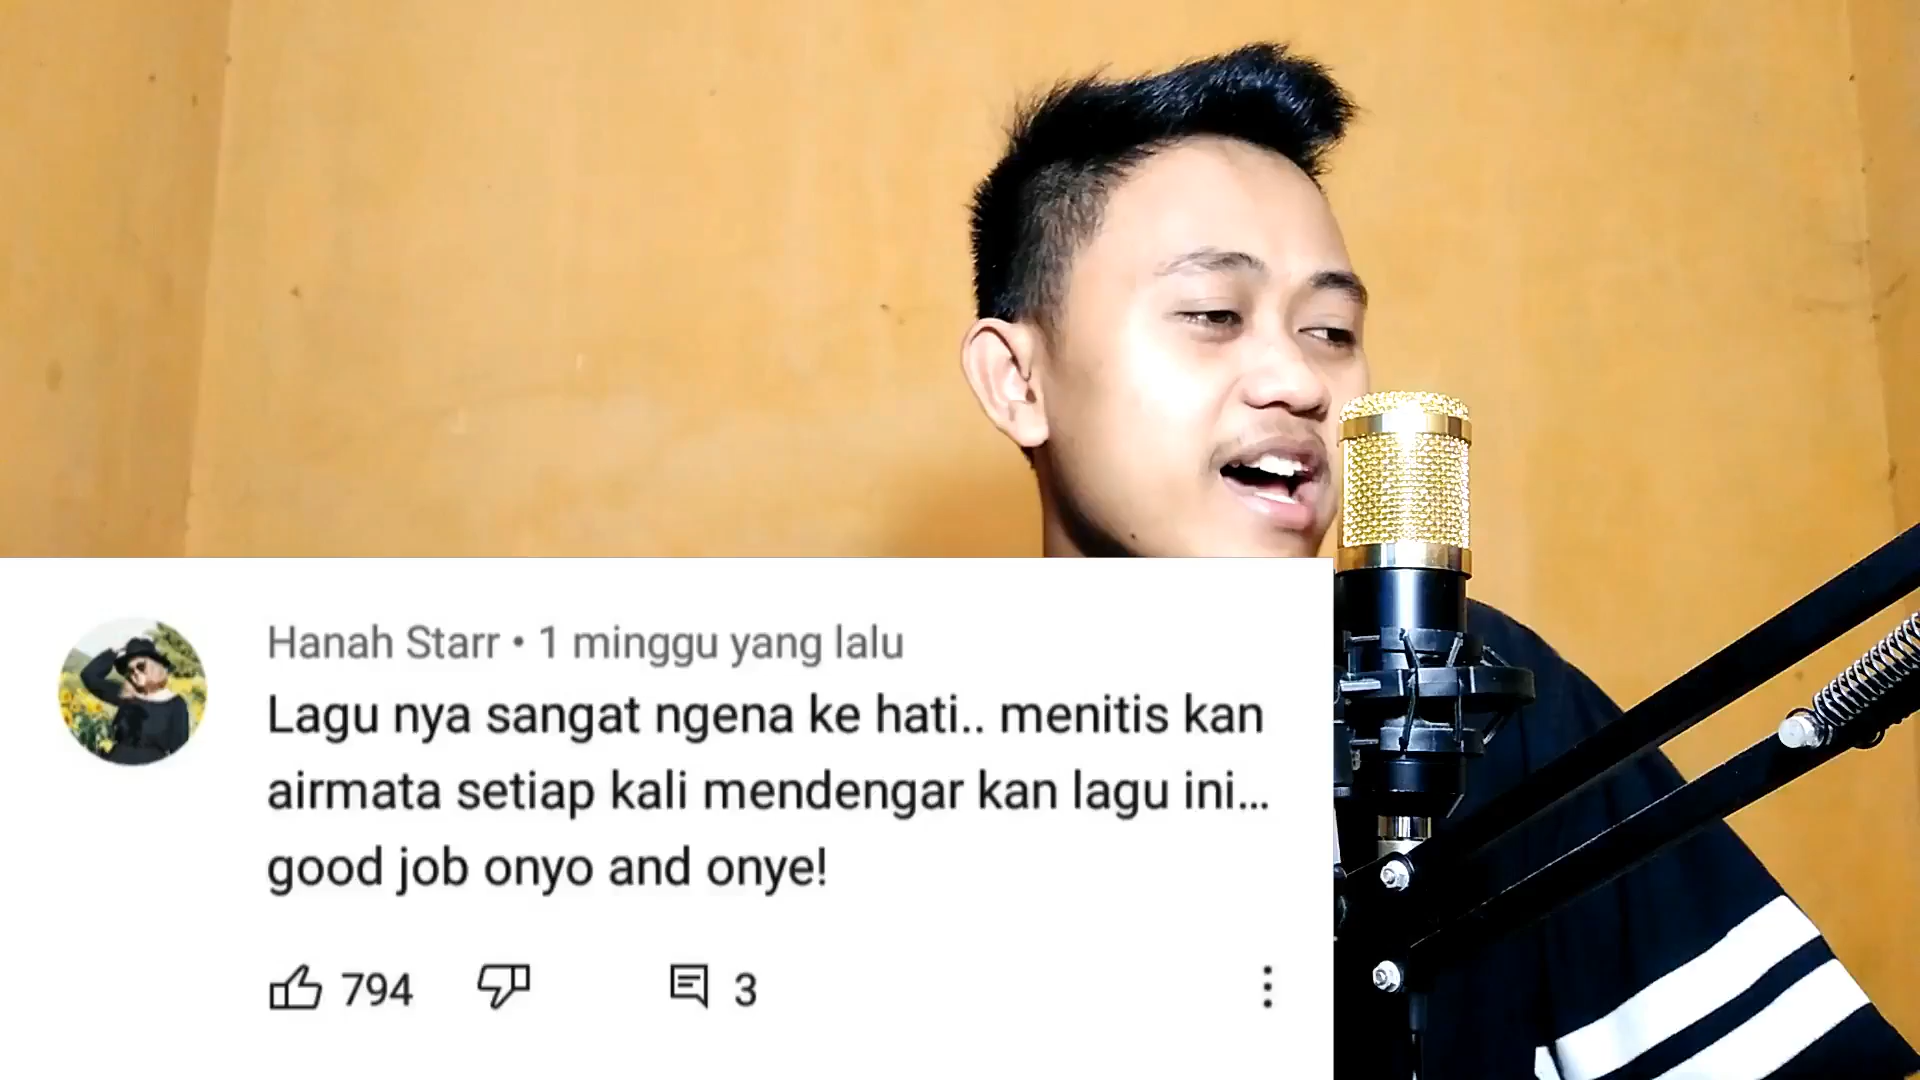 Hanah Starr • 1 minggu yang lalu
Lagu nya sangat ngena ke hati.. menitis kan
airmata setiap kali mendengar kan lagu ini...
good job onyo and onye!
794 3